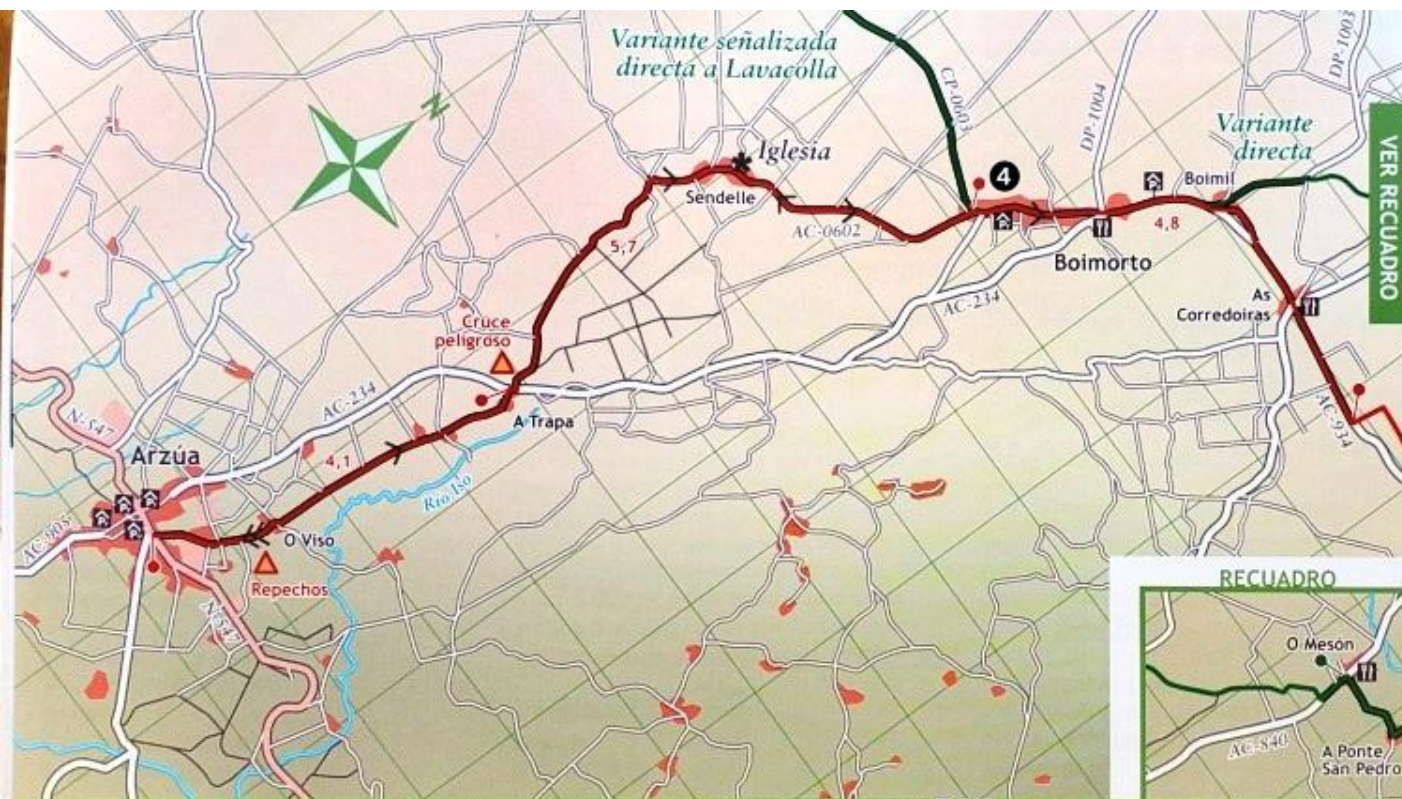 Variante señalizada
directa a Lavacolla
CP-0603
DP-1004
DP-1003
Variante
directa
VER RECUADRO
N
Iglesia
Sendelle
4
Boimil
5,7
AC-0602
4,8
Boimorto
AC-234
As
Corredoiras
Cruce
peligroso
AC-234
A Trapa
AC-934
N-547
Arzúa
4,1
Río Iso
AC-905
O Viso
Repechos
N-547
RECUADRO
O Mesón
AC-840
A Ponte
San Pedro